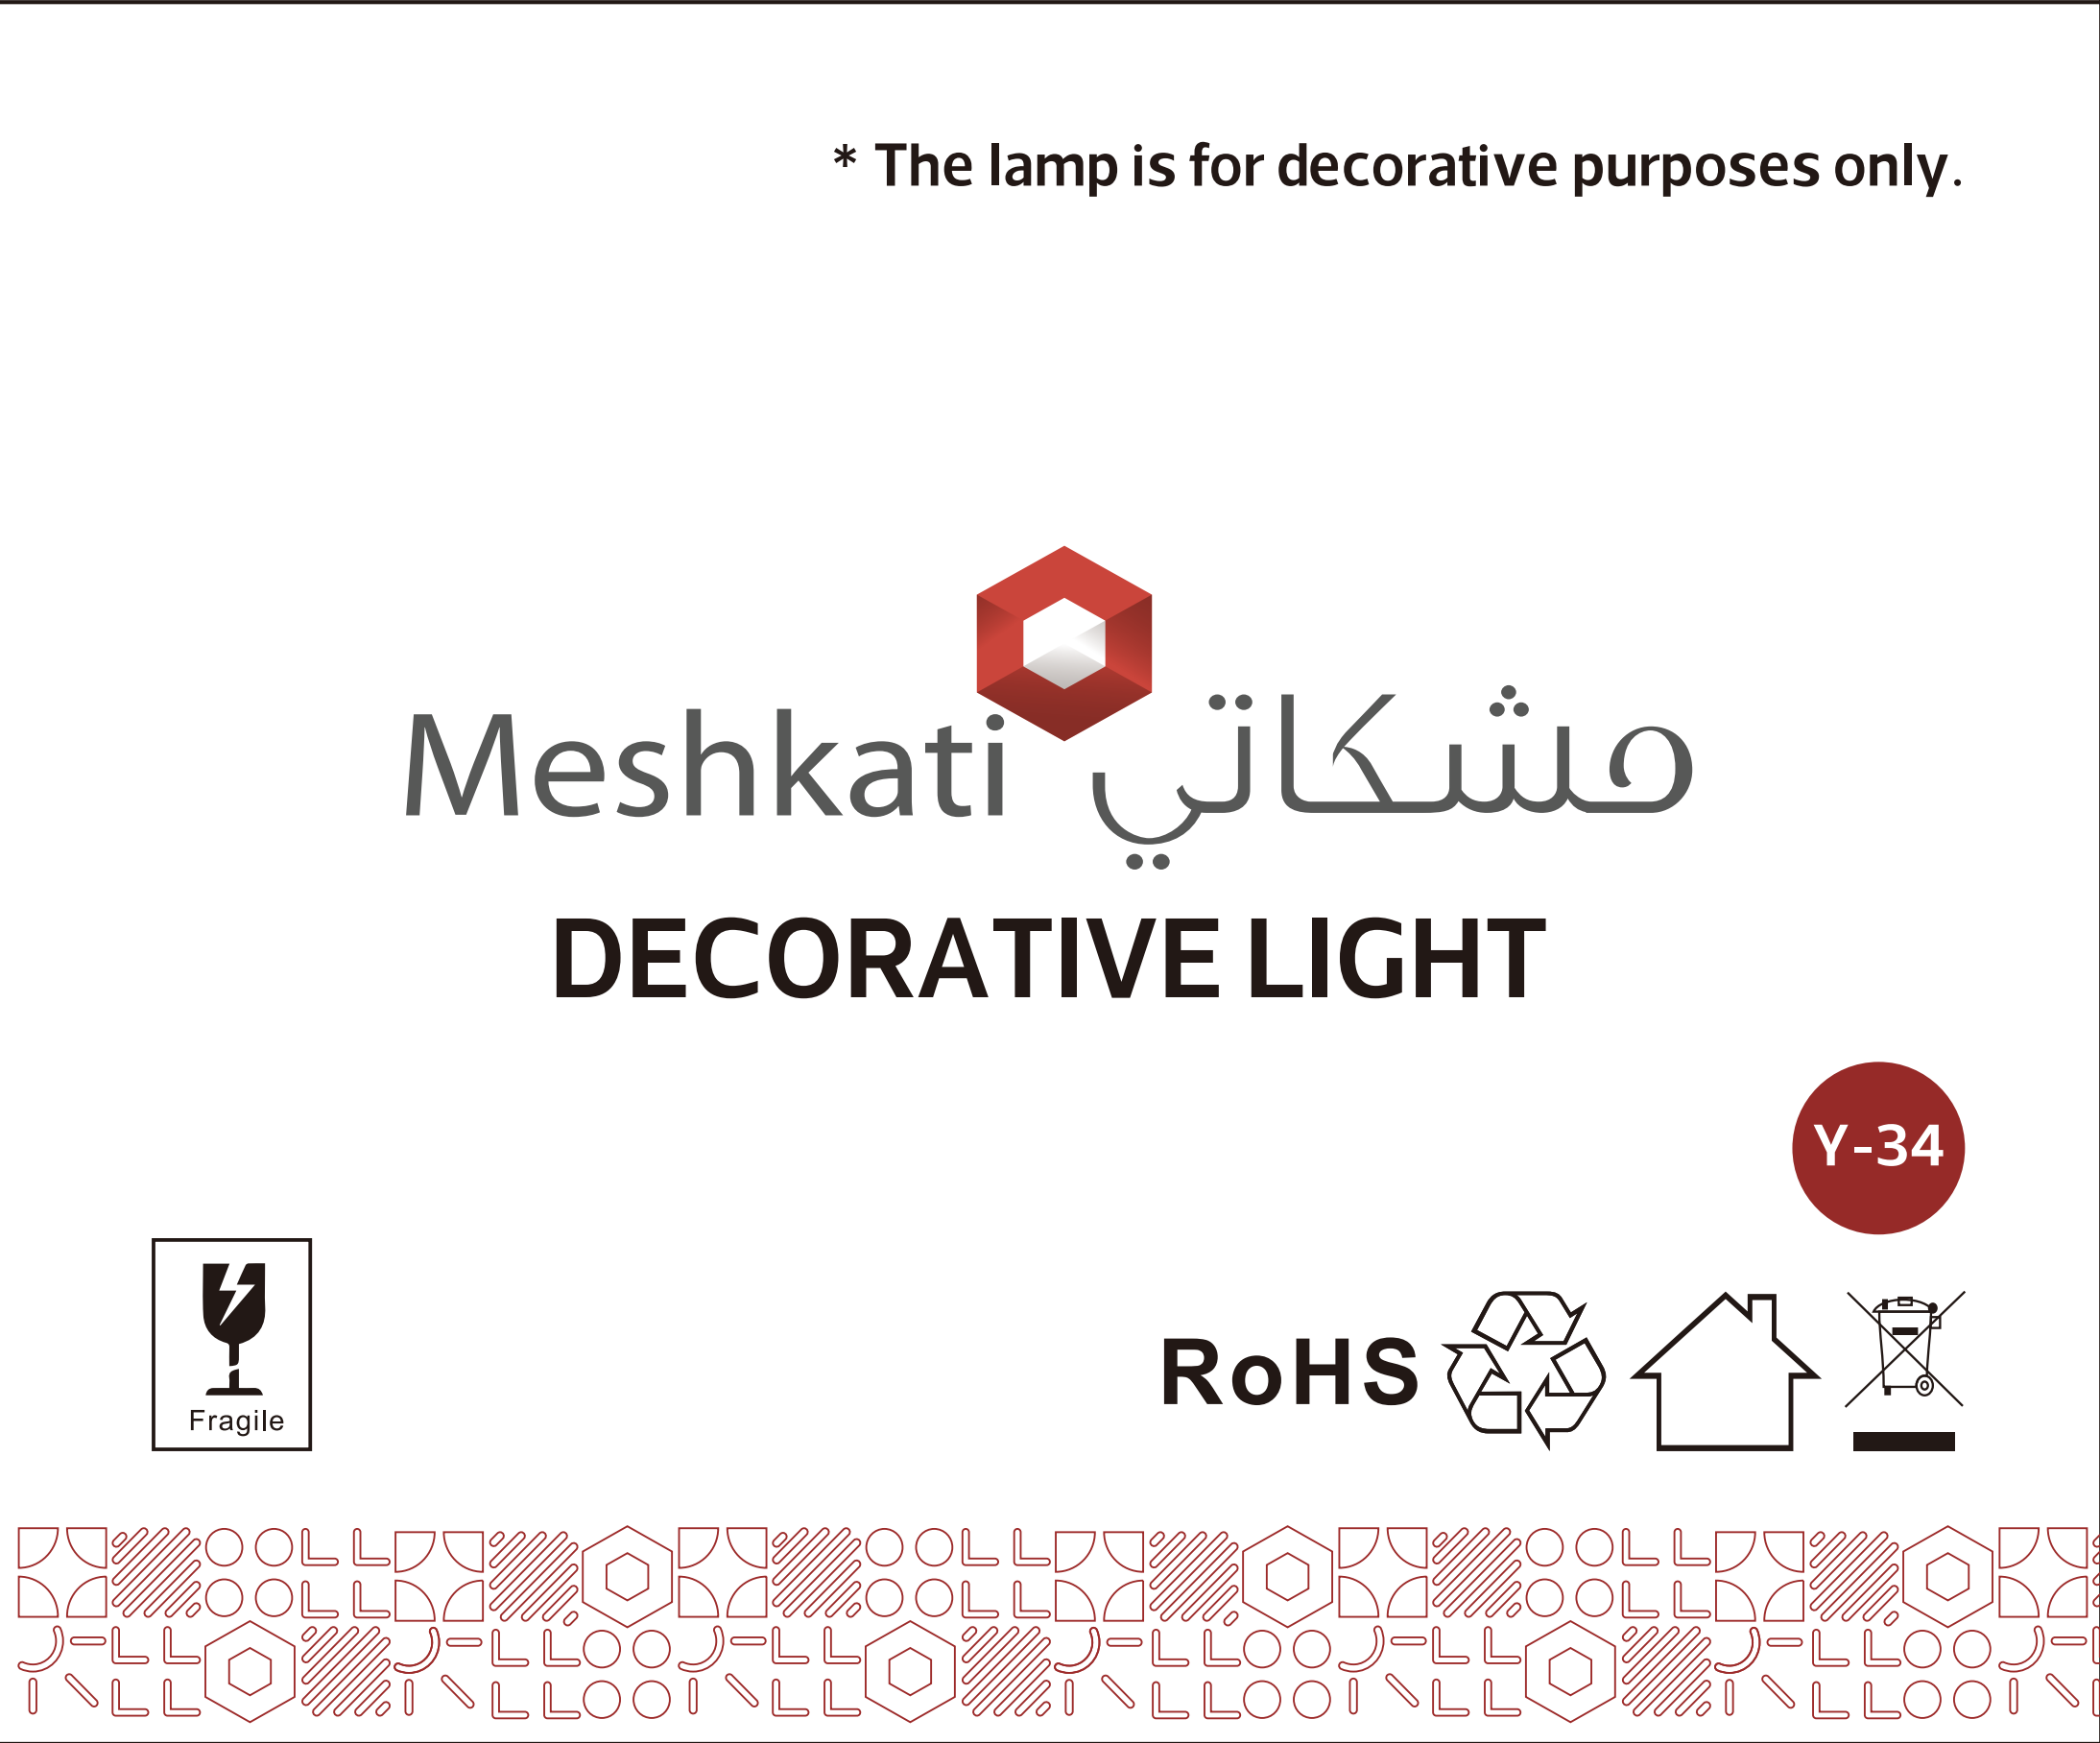 * The lamp is for decorative purposes only.
Meshkati مشكاتي
DECORATIVE LIGHT
Y-34
RoHS
Fragile